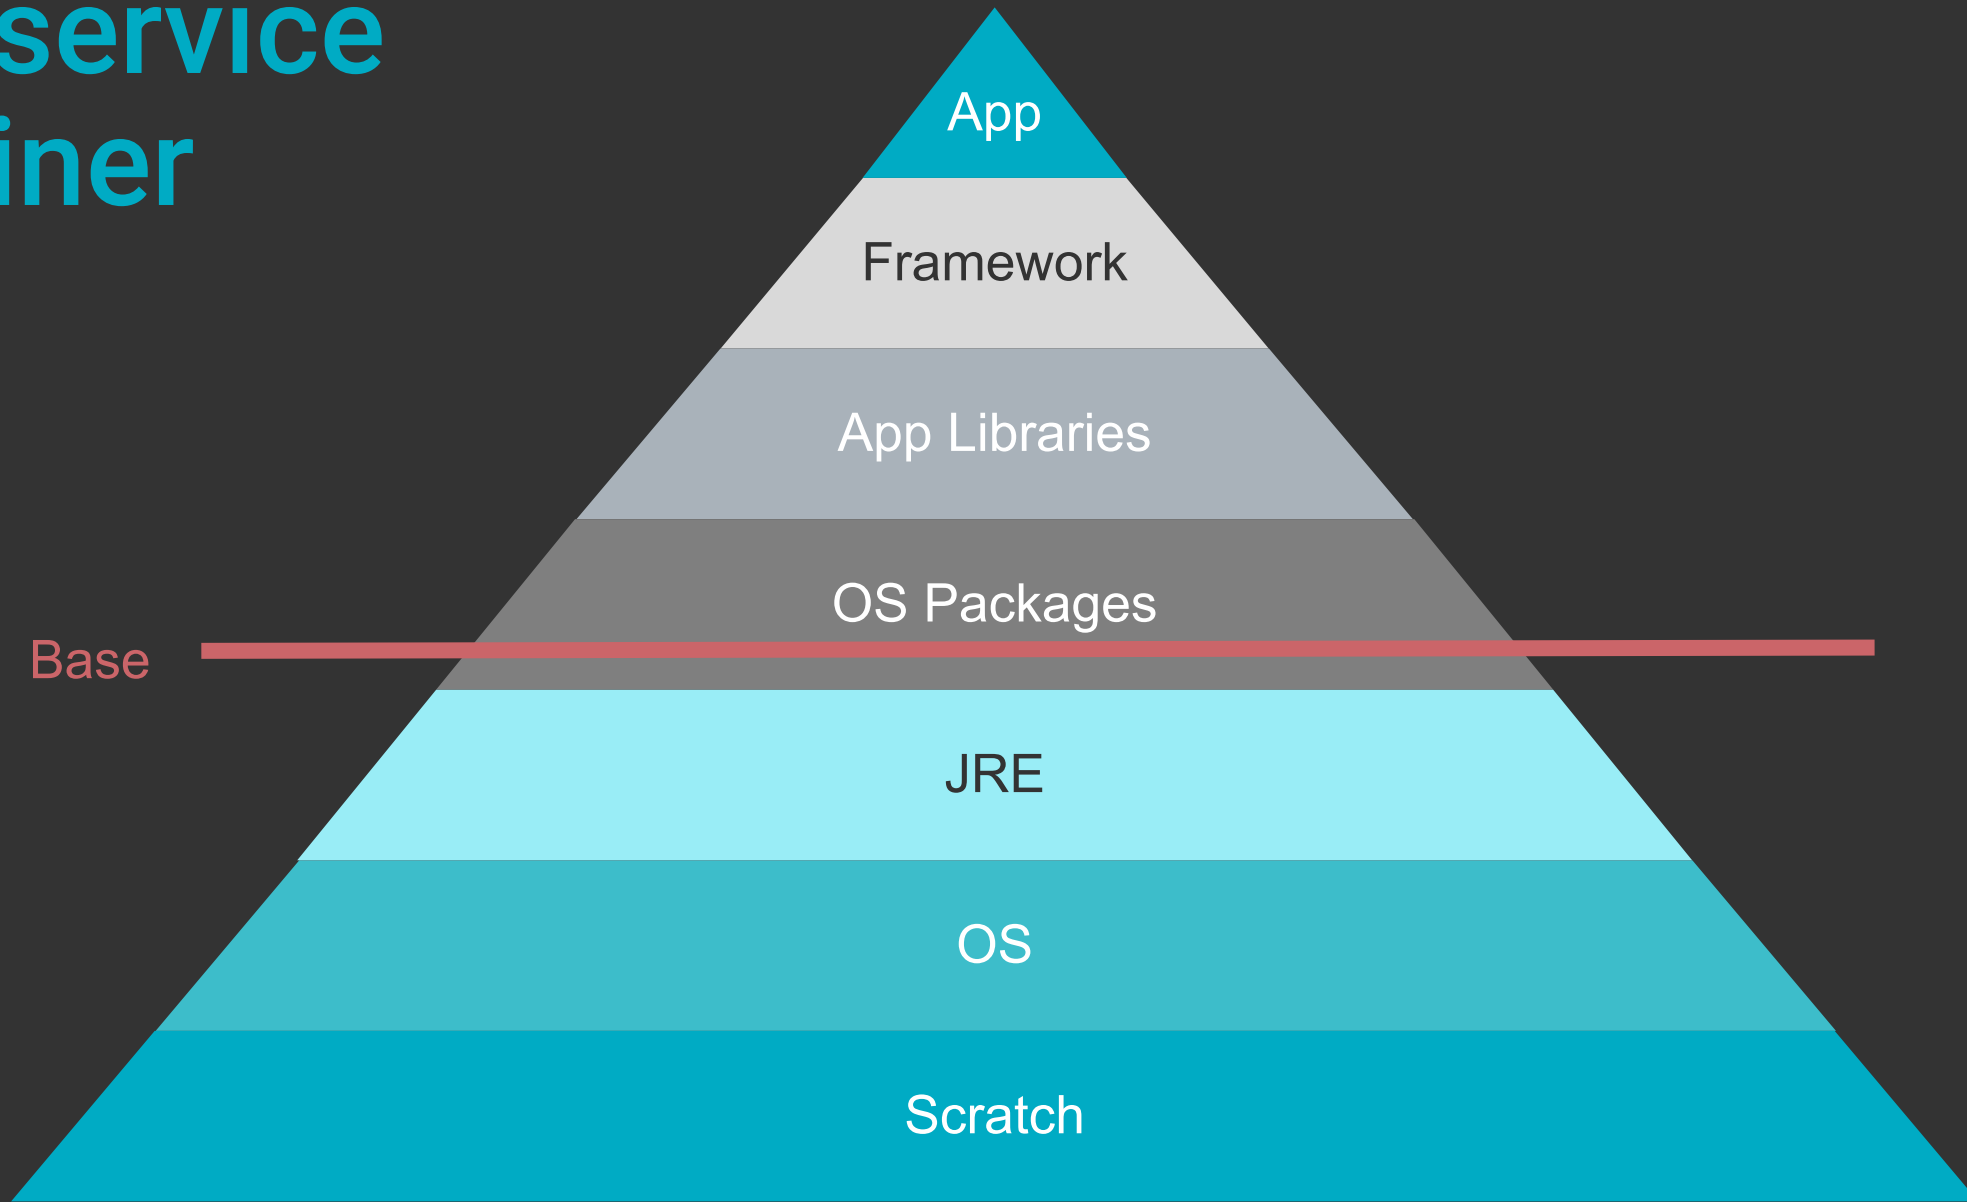 service
iner
App
Framework
App Libraries
OS Packages
Base
JRE
OS
Scratch